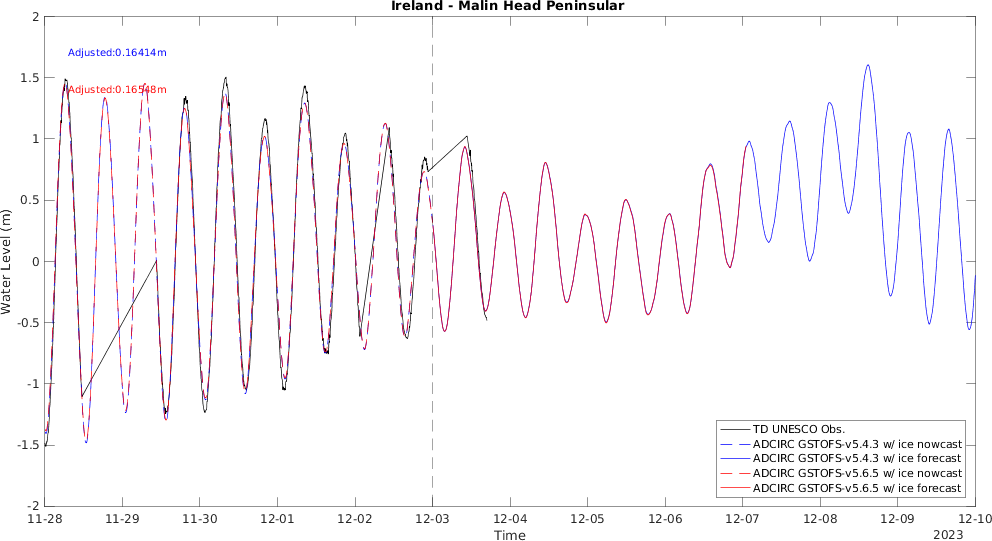 Ireland - Malin Head Peninsular
Water Level (m)
2
1.5
1
0.5
0
-0.5
-1
-1.5
-2
Adjusted:0.16414m
Adjusted:0.16548m
TD UNESCO Obs.
ADCIRC GSTOFS-v5.4.3 w/ ice nowcast
ADCIRC GSTOFS-v5.4.3 w/ ice forecast
ADCIRC GSTOFS-v5.6.5 w/ ice nowcast
ADCIRC GSTOFS-v5.6.5 w/ ice forecast
11-28 11-29 11-30 12-01 12-02 12-03 12-04 12-05 12-06 12-07 12-08 12-09 12-10
Time
2023